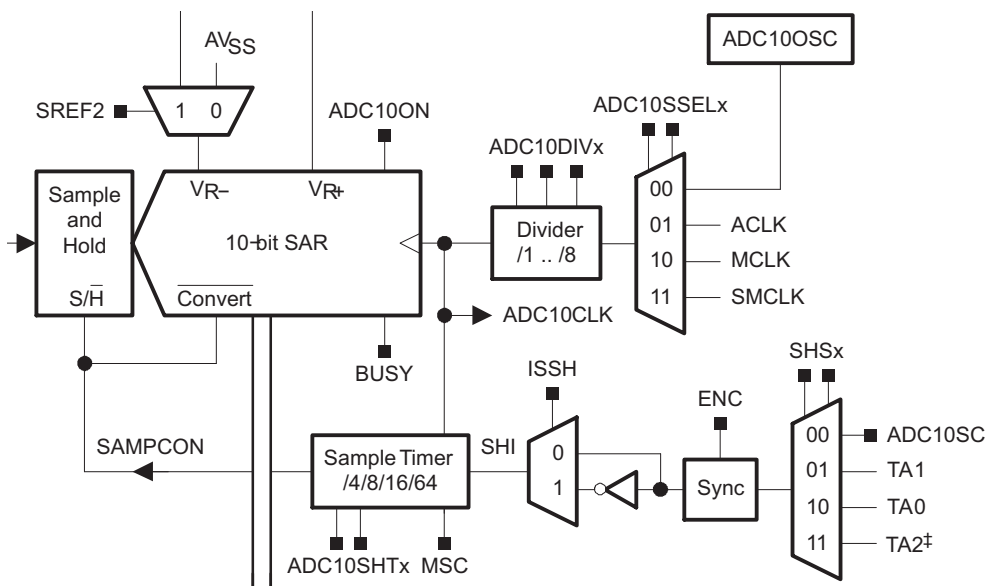 AVSS
ADC10OSC
SREF2
1 0
ADC10ON
ADC10SSELx
ADC10DIVx
Sample
and
Hold
S/H̅
VR−
VR+
10−bit SAR
C̅o̅n̅v̅e̅r̅t̅
Divider
/1 .. /8
00
01
10
11
ACLK
MCLK
SMCLK
ADC10CLK
BUSY
ISSH
ENC
SHSx
SAMPCON
Sample Timer
/4/8/16/64
SHI
0
1
Sync
00
01
10
11
ADC10SC
TA1
TA0
TA2‡
ADC10SHTx
MSC